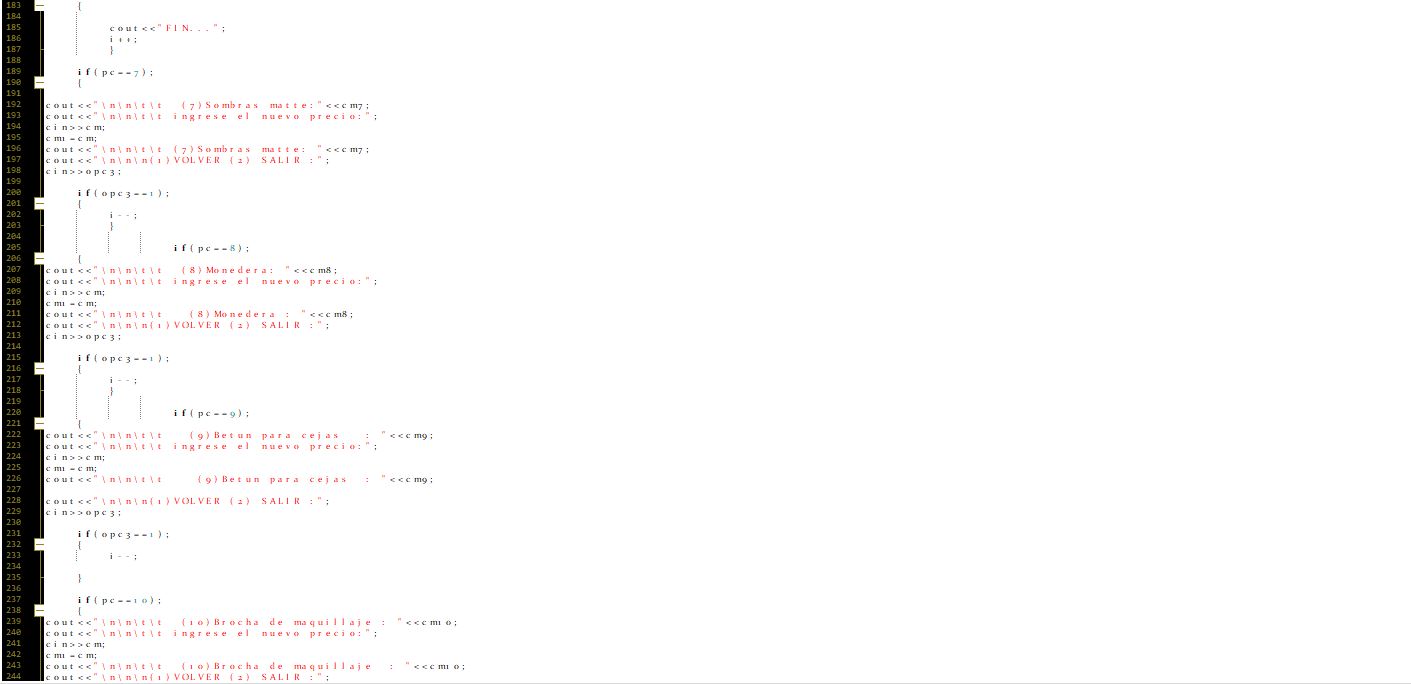 183 {
184
185 cout<<"FIN...";
186 i++;
187 }
188
189 if(pc==7);
190 {
191
192 cout<<"\n\n\t\t (7)Sombras matte:"<<cm7;
193 cout<<"\n\n\t\t ingrese el nuevo precio:";
194 cin>>cm;
195 cm1=cm;
196 cout<<"\n\n\t\t (7)Sombras matte: "<<cm7;
197 cout<<"\n\n\n(1)VOLVER (2) SALIR :";
198 cin>>opc3;
199
200 if(opc3==1);
201 {
202 i--;
203 }
204
205 if(pc==8);
206 {
207 cout<<"\n\n\t\t (8)Monedera: "<<cm8;
208 cout<<"\n\n\t\t ingrese el nuevo precio:";
209 cin>>cm;
210 cm1=cm;
211 cout<<"\n\n\t\t (8)Monedera : "<<cm8;
212 cout<<"\n\n\n(1)VOLVER (2) SALIR :";
213 cin>>opc3;
214
215 if(opc3==1);
216 {
217 i--;
218 }
219
220 if(pc==9);
221 {
222 cout<<"\n\n\t\t (9)Betun para cejas : "<<cm9;
223 cout<<"\n\n\t\t ingrese el nuevo precio:";
224 cin>>cm;
225 cm1=cm;
226 cout<<"\n\n\t\t (9)Betun para cejas : "<<cm9;
227
228 cout<<"\n\n\n(1)VOLVER (2) SALIR :";
229 cin>>opc3;
230
231 if(opc3==1);
232 {
233 i--;
234
235 }
236
237 if(pc==10);
238 {
239 cout<<"\n\n\t\t (10)Brocha de maquillaje : "<<cm10;
240 cout<<"\n\n\t\t ingrese el nuevo precio:";
241 cin>>cm;
242 cm1=cm;
243 cout<<"\n\n\t\t (10)Brocha de maquillaje : "<<cm10;
244 cout<<"\n\n\n(1)VOLVER (2) SALIR :";